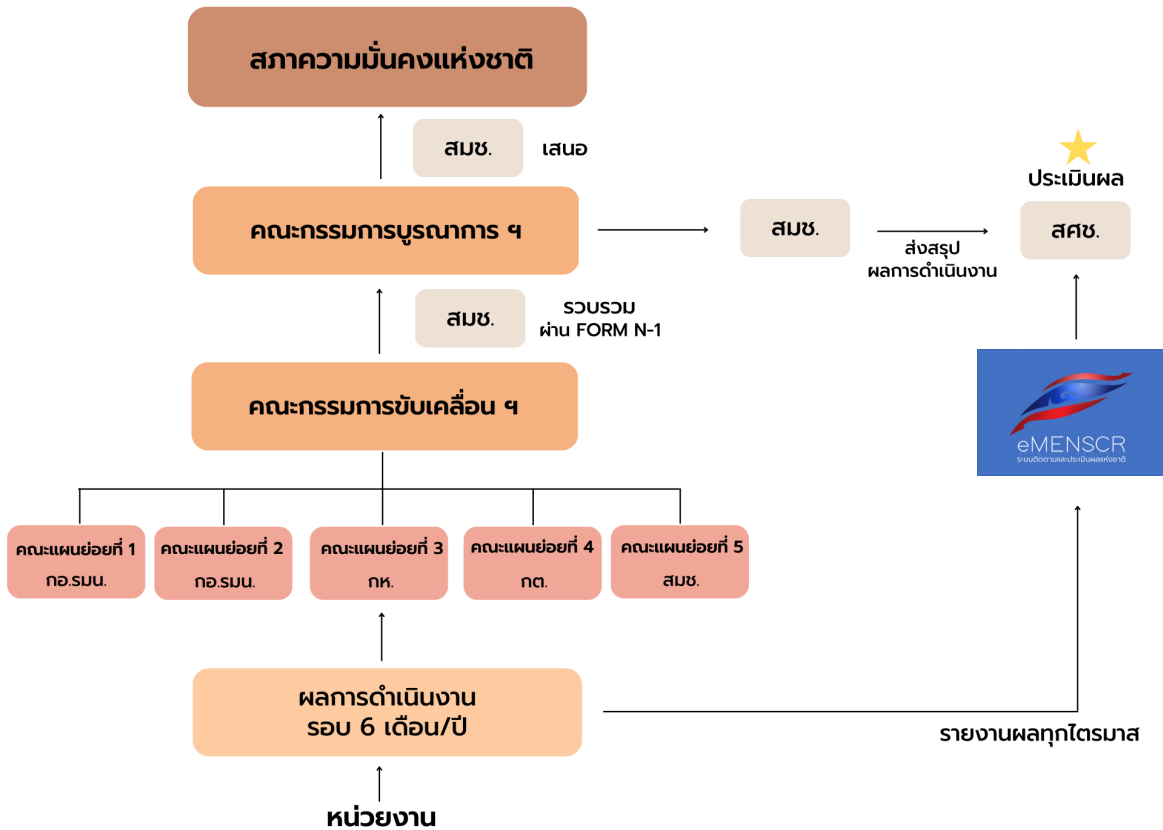 สภาความมั่นคงแห่งชาติ
สมช.
เสนอ
ประเมินผล
คณะกรรมการบูรณาการ ฯ
สมช.
สศช.
ส่งสรุป
ผลการดำเนินงาน
สมช.
รวบรวม
ผ่าน FORM N-1
คณะกรรมการขับเคลื่อน ฯ
eMENSCR
ระบบติดตามและประเมินผลแห่งชาติ
คณะแผนย่อยที่ 1
กอ.รมน.
คณะแผนย่อยที่ 2
กอ.รมน.
คณะแผนย่อยที่ 3
กห.
คณะแผนย่อยที่ 4
กต.
คณะแผนย่อยที่ 5
สมช.
ผลการดำเนินงาน
รอบ 6 เดือน/ปี
รายงานผลทุกไตรมาส
หน่วยงาน